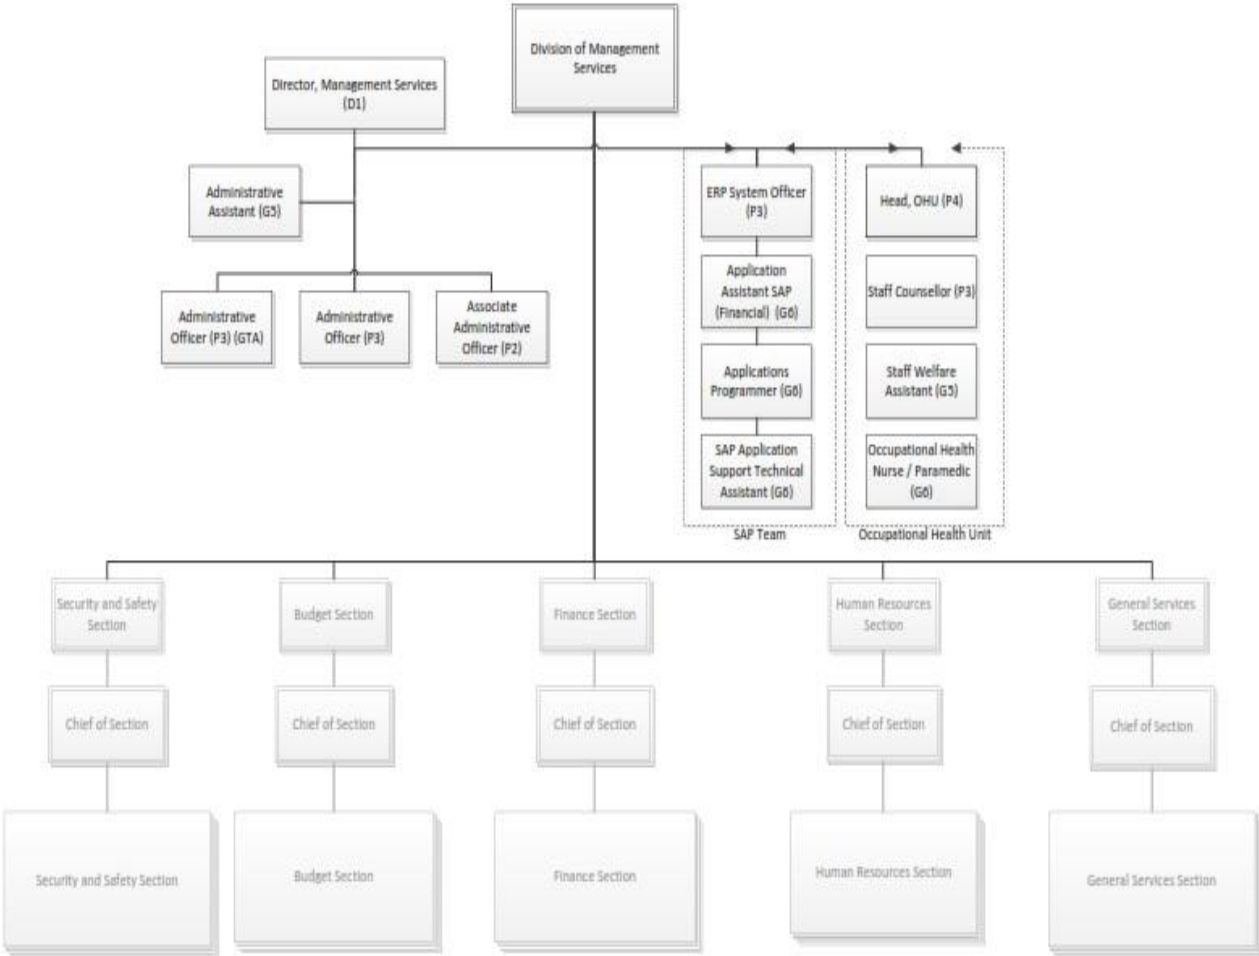 Division of Management
Services
Director, Management Services
(D1)
Administrative
Assistant (G5)
ERP System Officer
(P3)
Head, OHU (P4)
Application
Assistant SAP
(Financial) (G6)
Staff Counsellor (P3)
Administrative
Officer (P3) (GTA)
Administrative
Officer (P3)
Associate
Administrative
Officer (P2)
Applications
Programmer (G6)
Staff Welfare
Assistant (G5)
SAP Application
Support Technical
Assistant (G6)
Occupational Health
Nurse / Paramedic
(G6)
SAP Team
Occupational Health Unit
Security and Safety
Section
Budget Section
Finance Section
Human Resources
Section
General Services
Section
Chief of Section
Chief of Section
Chief of Section
Chief of Section
Chief of Section
Security and Safety Section
Budget Section
Finance Section
Human Resources Section
General Services Section